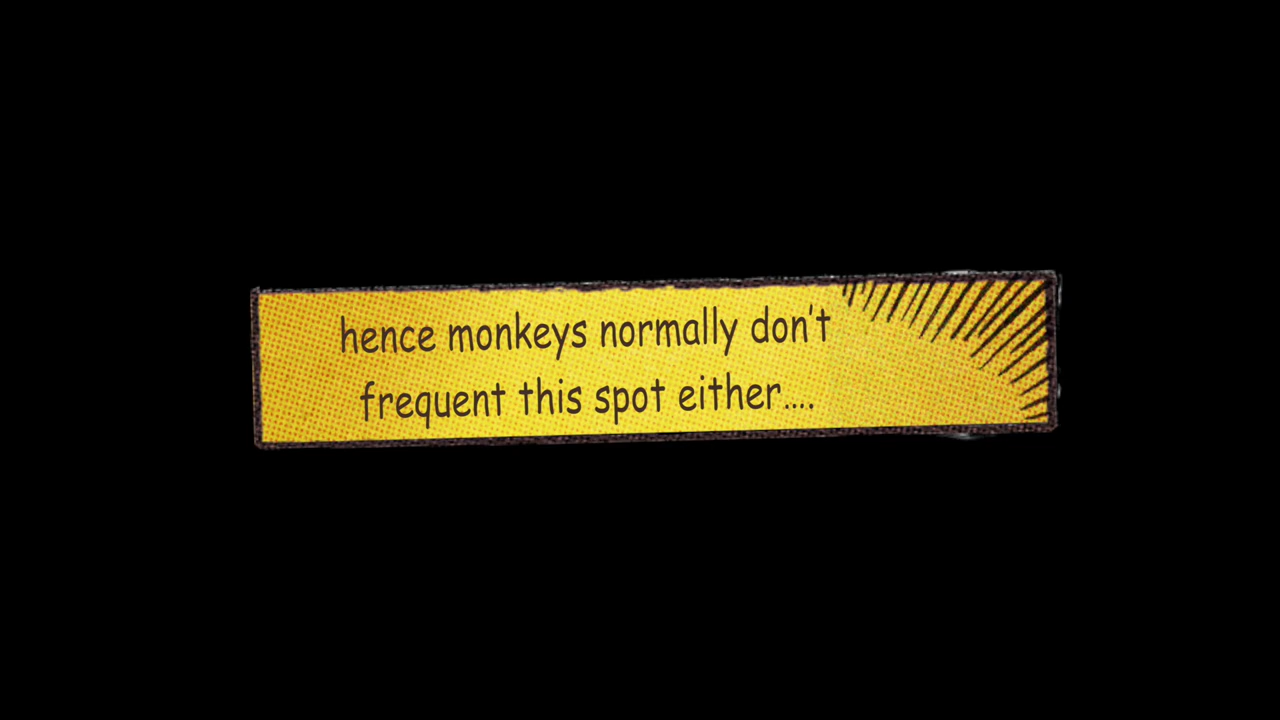 hence monkeys normally don't
frequent this spot either....